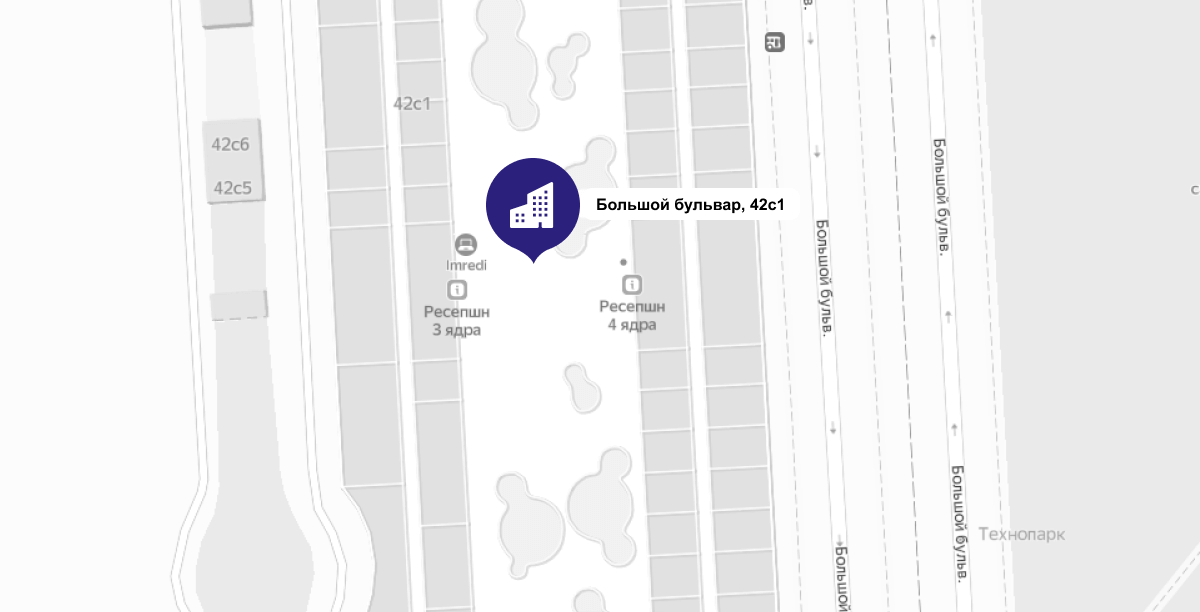 в.
42с1
42с6
42с5
Большой бульвар, 42с1
Большой бульв.
Большой бульв.
Imredi
Ресепшн
3 ядра
Ресепшн
4 ядра
Большой бульв.
Технопарк
Большой